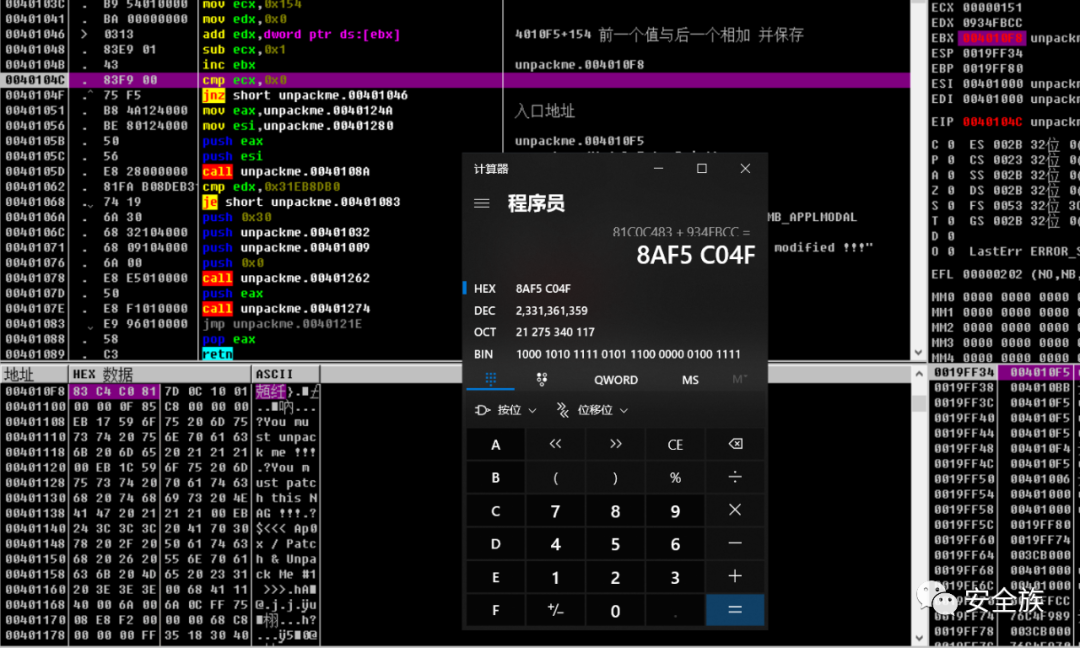 0040103C . B9 54010000 mov ecx,0x154
00401041 . BA 00000000 mov edx,0x0
00401046 > 0313 add edx,dword ptr ds:[ebx] 4010F5+154 前一个值与后一个相加 并保存
00401048 . 83E9 01 sub ecx,0x1
0040104B . 43 inc ebx unpackme.004010F8
0040104C . 83F9 00 cmp ecx,0x0
0040104F .^ 75 F5 jnz short unpackme.00401046
00401051 . B8 4A124000 mov eax,unpackme.0040124A 入口地址
00401056 . BE 80124000 mov esi,unpackme.00401280
0040105B . 50 push eax unpackme.004010F5
0040105C . 56 push esi
0040105D . E8 28000000 call unpackme.0040108A
00401062 . 81FA B08DEB3 cmp edx,0x31EB8DB0
00401068 . 74 19 je short unpackme.00401083
0040106A . 6A 30 push 0x30 MB_APPLMODAL
0040106C . 68 32104000 push unpackme.00401032
00401071 . 68 09104000 push unpackme.00401009 modified !!!"
00401076 . 6A 00 push 0x0
00401078 . E8 E5010000 call unpackme.00401262
0040107D . 50 push eax
0040107E . E8 F1010000 call unpackme.00401274
00401083 . E9 96010000 jmp unpackme.0040121E
00401088 . 58 pop eax
00401089 . C3 retn
ECX 00000151
EDX 0934FBCC
EBX 004010F8 unpackm
ESP 0019FF34
EBP 0019FF80
ESI 00401000 unpackm
EDI 00401000 unpackm
EIP 0040104C unpackm
C 0 ES 002B 32位 0(
P 0 CS 0023 32位 0(
A 0 SS 002B 32位 0(
Z 0 DS 002B 32位 0(
S 0 FS 0053 32位 3C
T 0 GS 002B 32位 0(
D 0
O 0 LastErr ERROR_S
EFL 00000202 (NO,NB,
MM0 0000 0000 0000
MM1 0000 0000 0000
MM2 0000 0000 0000
MM3 0000 0000 0000
MM4 0000 0000 0000
计算器
程序员
81C0C483 + 934FBCC =
8AF5 C04F
HEX 8AF5 C04F
DEC 2,331,361,359
OCT 21 275 340 117
BIN 1000 1010 1111 0101 1100 0000 0100 1111
QWORD MS M˅
按位 位移位
A << >> CE
B ( ) % ÷
C 7 8 9 ×
D 4 5 6 −
E 1 2 3 +
F +/- 0 . =
地址 HEX 数据 ASCII
004010F8 83 C4 C0 81 7D 0C 10 01
00401100 00 00 0F 85 C8 00 00 00
00401108 EB 17 59 6F 75 20 6D 75 ?You mu
00401110 73 74 20 75 6E 70 61 63 st unpac
00401118 6B 20 6D 65 20 21 21 21 k me !!!
00401120 00 EB 1C 59 6F 75 20 6D .?You m
00401128 75 73 74 20 70 61 74 63 ust patc
00401130 68 20 74 68 69 73 20 4E h this N
00401138 41 47 20 21 21 21 00 EB AG !!!.?
00401140 24 3C 3C 3C 20 41 70 30 $<<< Ap0
00401148 78 20 2F 20 50 61 74 63 x / Patc
00401150 68 20 26 20 55 6E 70 61 h & Unpa
00401158 63 6B 20 4D 65 20 23 31 ck Me #1
00401160 20 3E 3E 3E 00 68 41 11 >>>.hA
00401168 40 00 6A 00 6A 0C FF 75 @.j.j.
00401170 08 E8 F2 00 00 00 68 C8
00401178 00 00 00 FF 35 18 30 40
0019FF34 004010F5
0019FF38 004010BB
0019FF3C 004010F5
0019FF40 004010F5
0019FF44 004010F5
0019FF48 004010F4
0019FF4C 004010F5
0019FF50 00401006
0019FF54 00401000
0019FF58 00401000
0019FF5C 0019FF80
0019FF60 0019FF74
0019FF64 003CB000
0019FF68 00401000
0019FF74 76C4F989
0019FF78 003CB000
安全族